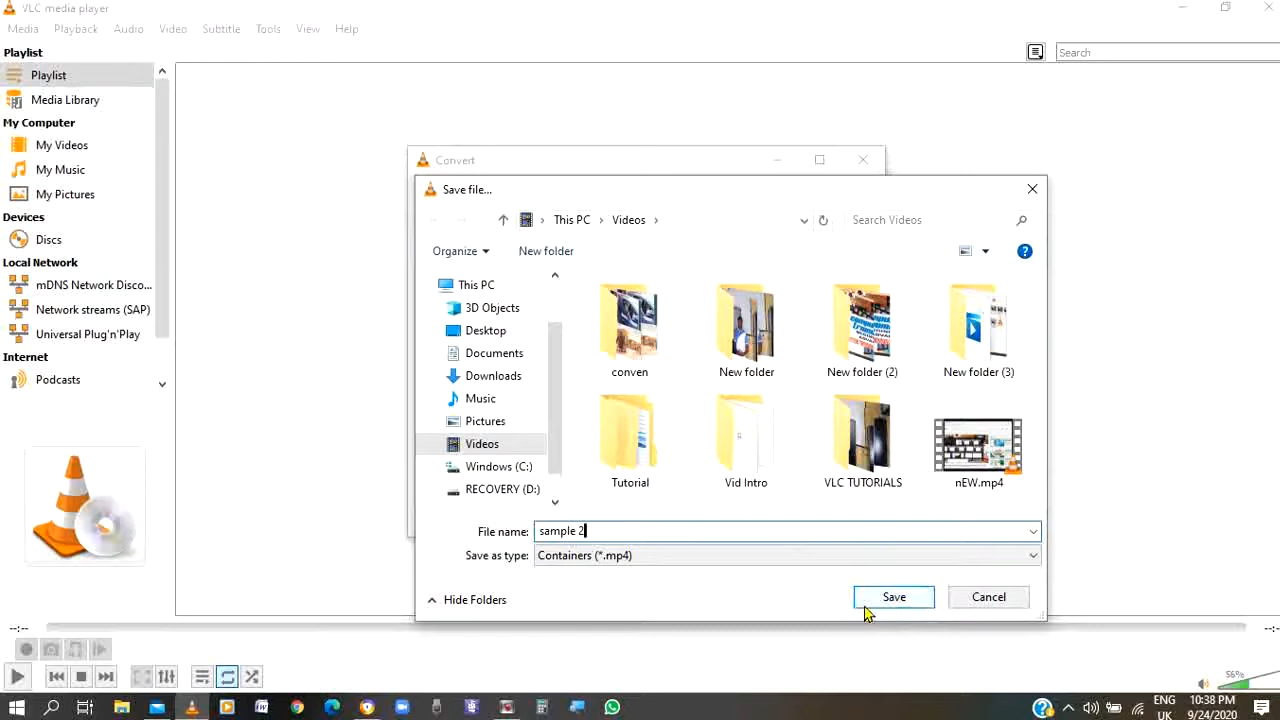 VLC media player
Media Playback Audio Video Subtitle Tools View Help
Playlist
Search
Playlist
Media Library
My Computer
My Videos
My Music
My Pictures
Devices
Discs
Local Network
mDNS Network Disco...
Network streams (SAP)
Universal Plug'n'Play
Internet
Podcasts
Convert
Save file...
This PC > Videos >
Search Videos
Organize
New folder
This PC
3D Objects
Desktop
Documents
Downloads
Music
Pictures
Videos
Windows (C:)
RECOVERY (D:)
conven
New folder
New folder (2)
New folder (3)
Tutorial
Vid Intro
VLC TUTORIALS
nEW.mp4
File name: sample 2
Save as type: Containers (*.mp4)
Hide Folders
Save
Cancel
--:--
--:--
56%
ENG
UK
10:38 PM
9/24/2020